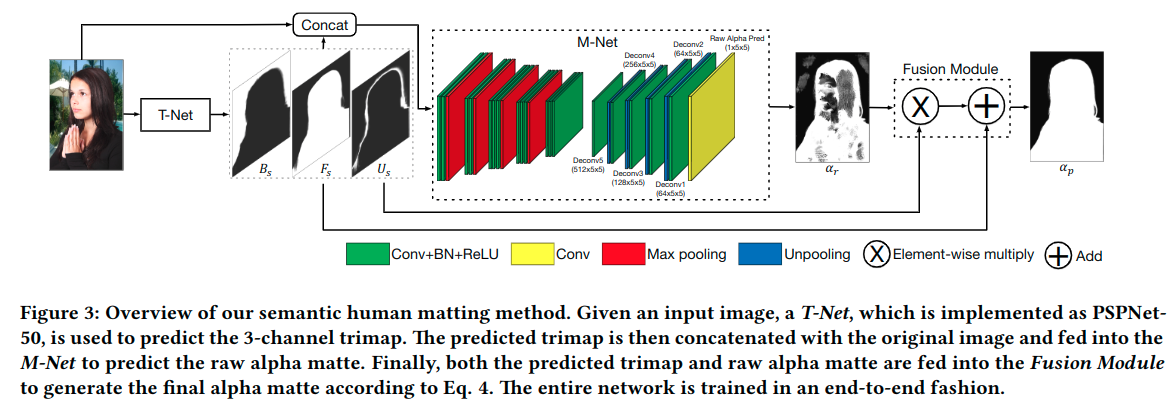 Concat
M-Net
Raw Alpha Pred
(1x5x5)
Deconv2
(64x5x5)
Deconv4
(256x5x5)
Fusion Module
T-Net
Bₛ
Fₛ
Uₛ
Deconv5
(512x5x5)
Deconv3
(128x5x5)
Deconv1
(64x5x5)
αᵣ
αₚ
Conv+BN+ReLU
Conv
Max pooling
Unpooling
Element-wise multiply
Add
Figure 3: Overview of our semantic human matting method. Given an input image, a T-Net, which is implemented as PSPNet-
50, is used to predict the 3-channel trimap. The predicted trimap is then concatenated with the original image and fed into the
M-Net to predict the raw alpha matte. Finally, both the predicted trimap and raw alpha matte are fed into the Fusion Module
to generate the final alpha matte according to Eq. 4. The entire network is trained in an end-to-end fashion.